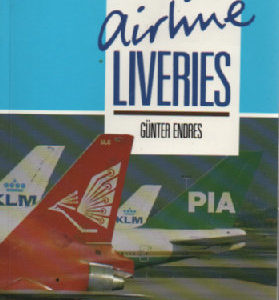 airline
LIVERIES
GÜNTER ENDRES
KLM
KLM
PIA